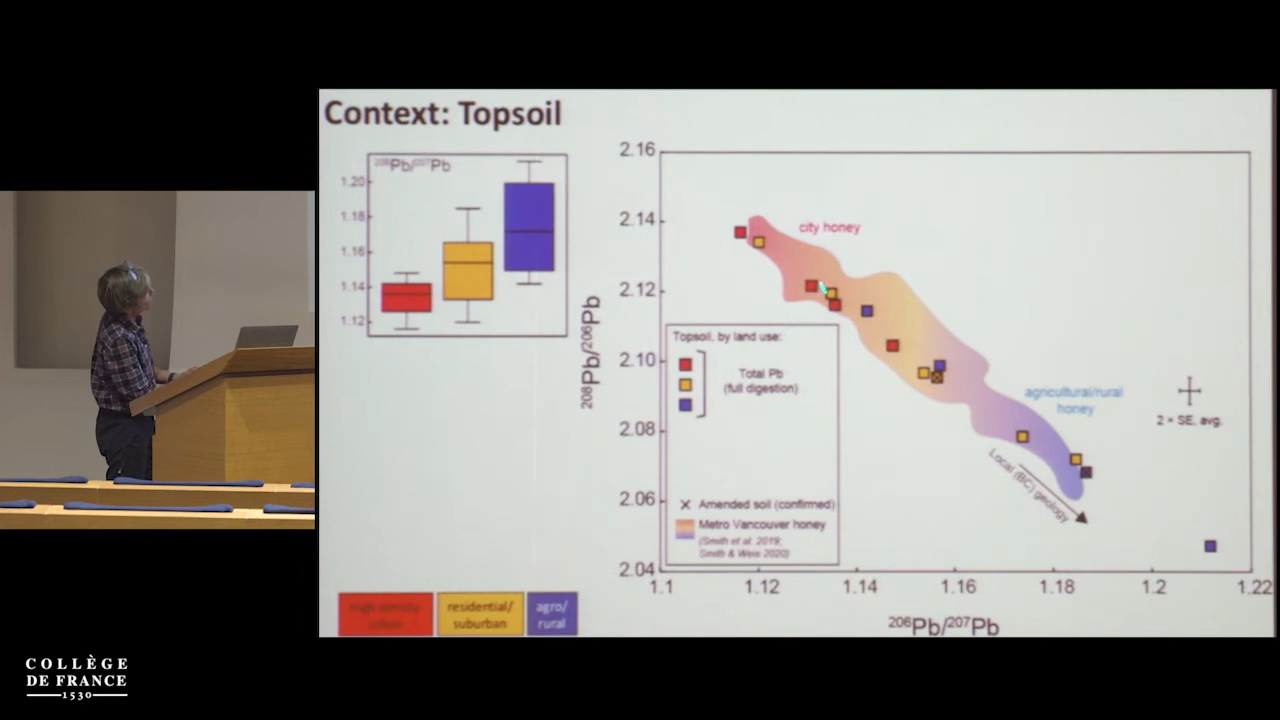 Context: Topsoil
²⁰⁶Pb/²⁰⁷Pb
1.20
1.18
1.16
1.14
1.12
high density
urban
residential/
suburban
agro/
rural
2.16
2.14
2.12
2.10
2.08
2.06
2.04
²⁰⁸Pb/²⁰⁶Pb
city honey
Topsoil, by land use:
Total Pb
(full digestion)
Amended soil (confirmed)
Metro Vancouver honey
(Smith et al. 2019;
Smith & Weis 2020)
agricultural/rural
honey
2 × SE, avg.
Local (BC) geology
1.1
1.12
1.14
1.16
1.18
1.2
1.22
²⁰⁶Pb/²⁰⁷Pb
COLLÈGE
DE FRANCE
1530